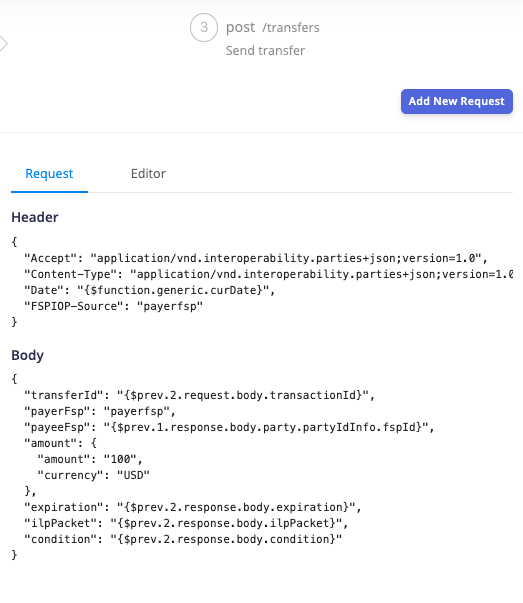 3 post /transfers
Send transfer
Add New Request
Request Editor
Header
{
  "Accept": "application/vnd.interoperability.parties+json;version=1.0",
  "Content-Type": "application/vnd.interoperability.parties+json;version=1.0
  "Date": "{$function.generic.curDate}",
  "FSPIOP-Source": "payerfsp"
}
Body
{
  "transferId": "{$prev.2.request.body.transactionId}",
  "payerFsp": "payerfsp",
  "payeeFsp": "{$prev.1.response.body.party.partyIdInfo.fspId}",
  "amount": {
    "amount": "100",
    "currency": "USD"
  },
  "expiration": "{$prev.2.response.body.expiration}",
  "ilpPacket": "{$prev.2.response.body.ilpPacket}",
  "condition": "{$prev.2.response.body.condition}"
}